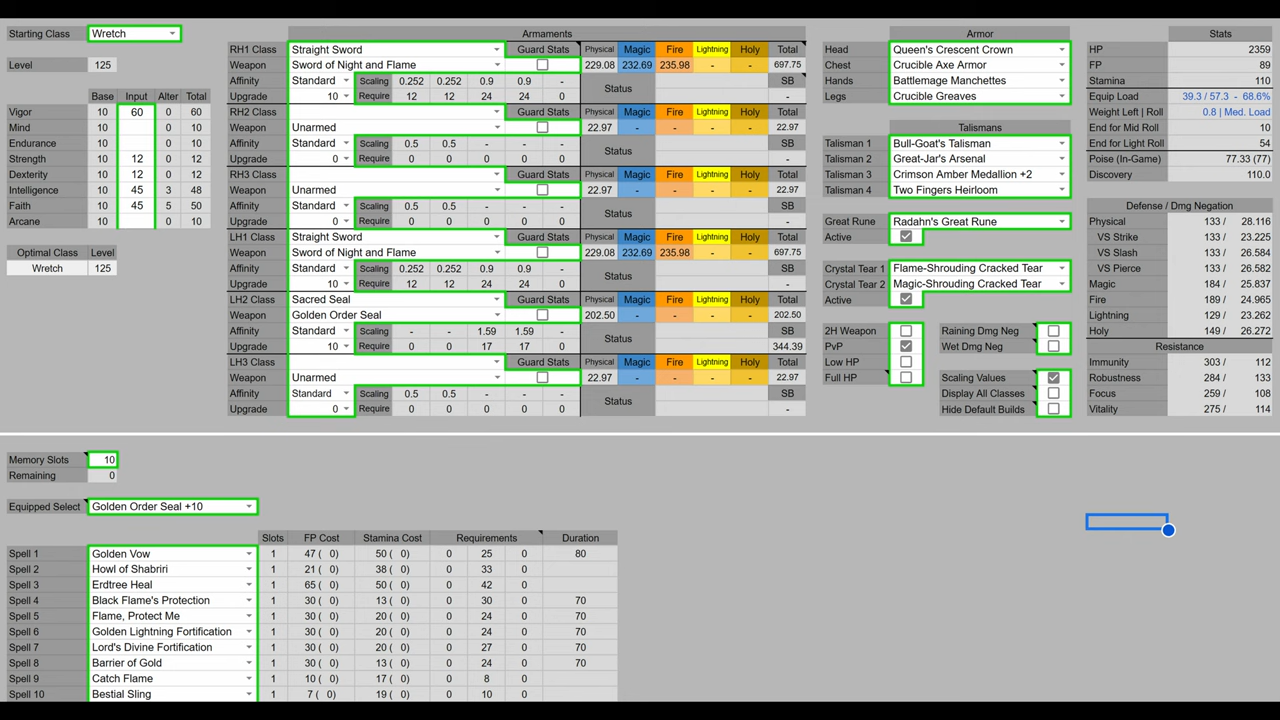 Starting Class Wretch Armaments Armor Stats
RH1 Class Straight Sword Guard Stats Physical Magic Fire Lightning Holy Total Head Queen's Crescent Crown HP 2359
Level 125 Weapon Sword of Night and Flame 229.08 232.69 235.98 - - 697.75 Chest Crucible Axe Armor FP 89
Affinity Standard Scaling 0.252 0.252 0.9 0.9 - Status SB Hands Battlemage Manchettes Stamina 110
Base Input Alter Total Upgrade 10 Require 12 12 24 24 0 - Legs Crucible Greaves Equip Load 39.3 / 57.3 - 68.6%
Vigor 10 60 0 60 RH2 Class Guard Stats Physical Magic Fire Lightning Holy Total Weight Left | Roll 0.8 | Med. Load
Mind 10 0 10 Weapon Unarmed 22.97 - - - - 22.97 Talismans End for Mid Roll 10
Endurance 10 0 10 Affinity Standard Scaling 0.5 0.5 - - - Status SB Talisman 1 Bull-Goat's Talisman End for Light Roll 54
Strength 10 12 0 12 Upgrade 0 Require 0 0 0 0 0 - Talisman 2 Great-Jar's Arsenal Poise (In-Game) 77.33 (77)
Dexterity 10 12 0 12 RH3 Class Guard Stats Physical Magic Fire Lightning Holy Total Talisman 3 Crimson Amber Medallion +2 Discovery 110.0
Intelligence 10 45 3 48 Weapon Unarmed 22.97 - - - - 22.97 Talisman 4 Two Fingers Heirloom
Faith 10 45 5 50 Affinity Standard Scaling 0.5 0.5 - - - Status SB Defense / Dmg Negation
Arcane 10 0 10 Upgrade 0 Require 0 0 0 0 0 - Great Rune Radahn's Great Rune Physical 133 / 28.116
LH1 Class Straight Sword Guard Stats Physical Magic Fire Lightning Holy Total Active VS Strike 133 / 23.225
Optimal Class Level Weapon Sword of Night and Flame 229.08 232.69 235.98 - - 697.75 VS Slash 133 / 26.584
Wretch 125 Affinity Standard Scaling 0.252 0.252 0.9 0.9 - Status SB Crystal Tear 1 Flame-Shrouding Cracked Tear VS Pierce 133 / 26.582
Upgrade 10 Require 12 12 24 24 0 - Crystal Tear 2 Magic-Shrouding Cracked Tear Magic 184 / 25.837
LH2 Class Sacred Seal Guard Stats Physical Magic Fire Lightning Holy Total Active Fire 189 / 24.965
Weapon Golden Order Seal 202.50 - - - - 202.50 Lightning 129 / 23.262
Affinity Standard Scaling - - 1.59 1.59 - Status SB 2H Weapon Raining Dmg Neg Holy 149 / 26.272
Upgrade 10 Require 0 0 17 17 0 344.39 PvP Wet Dmg Neg Resistance
LH3 Class Guard Stats Physical Magic Fire Lightning Holy Total Low HP Immunity 303 / 112
Weapon Unarmed 22.97 - - - - 22.97 Full HP Scaling Values Robustness 284 / 133
Affinity Standard Scaling 0.5 0.5 - - - Status SB Display All Classes Focus 259 / 108
Upgrade 0 Require 0 0 0 0 0 - Hide Default Builds Vitality 275 / 114
Memory Slots 10
Remaining 0
Equipped Select Golden Order Seal +10
Slots FP Cost Stamina Cost Requirements Duration
Spell 1 Golden Vow 1 47 ( 0) 50 ( 0) 0 25 0 80
Spell 2 Howl of Shabriri 1 21 ( 0) 38 ( 0) 0 33 0
Spell 3 Erdtree Heal 1 65 ( 0) 50 ( 0) 0 42 0
Spell 4 Black Flame's Protection 1 30 ( 0) 13 ( 0) 0 30 0 70
Spell 5 Flame, Protect Me 1 30 ( 0) 20 ( 0) 0 24 0 70
Spell 6 Golden Lightning Fortification 1 30 ( 0) 20 ( 0) 0 24 0 70
Spell 7 Lord's Divine Fortification 1 30 ( 0) 20 ( 0) 0 27 0 70
Spell 8 Barrier of Gold 1 30 ( 0) 13 ( 0) 0 24 0 70
Spell 9 Catch Flame 1 10 ( 0) 17 ( 0) 0 8 0
Spell 10 Bestial Sling 1 7 ( 0) 19 ( 0) 0 10 0